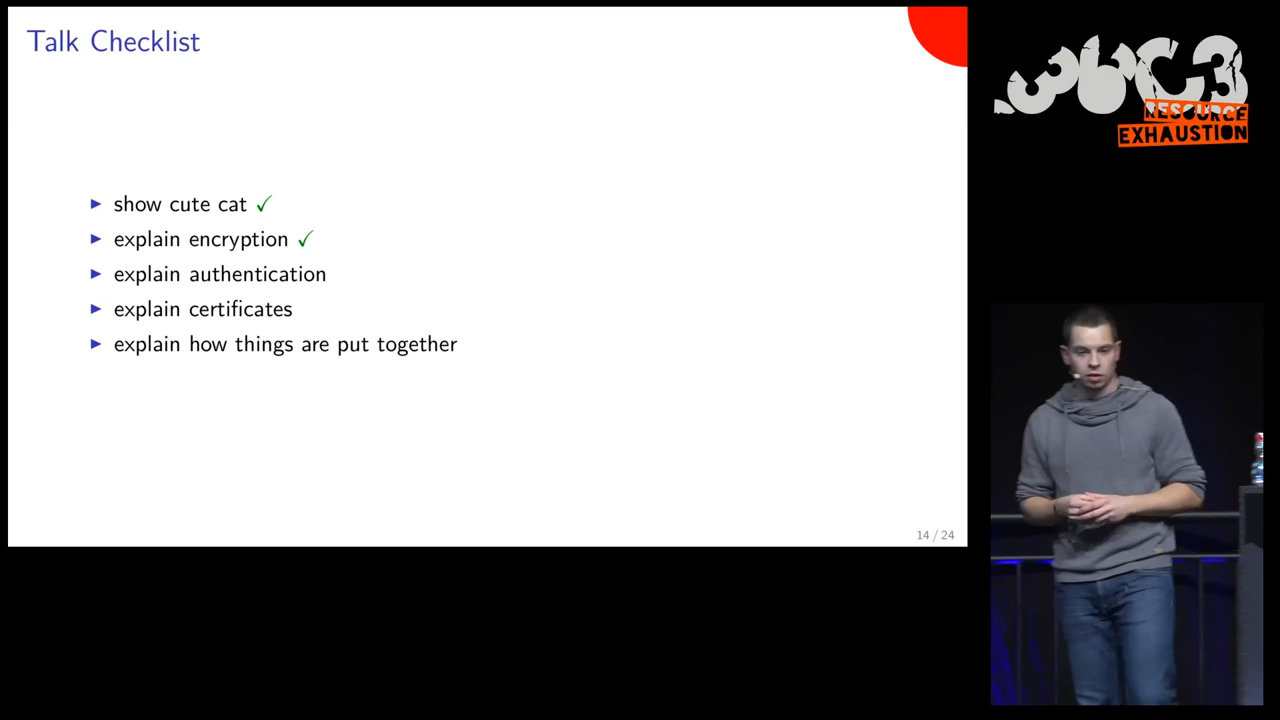 Talk Checklist
▶ show cute cat ✓
▶ explain encryption ✓
▶ explain authentication
▶ explain certificates
▶ explain how things are put together
14 / 24
36C3
RESOURCE
EXHAUSTION